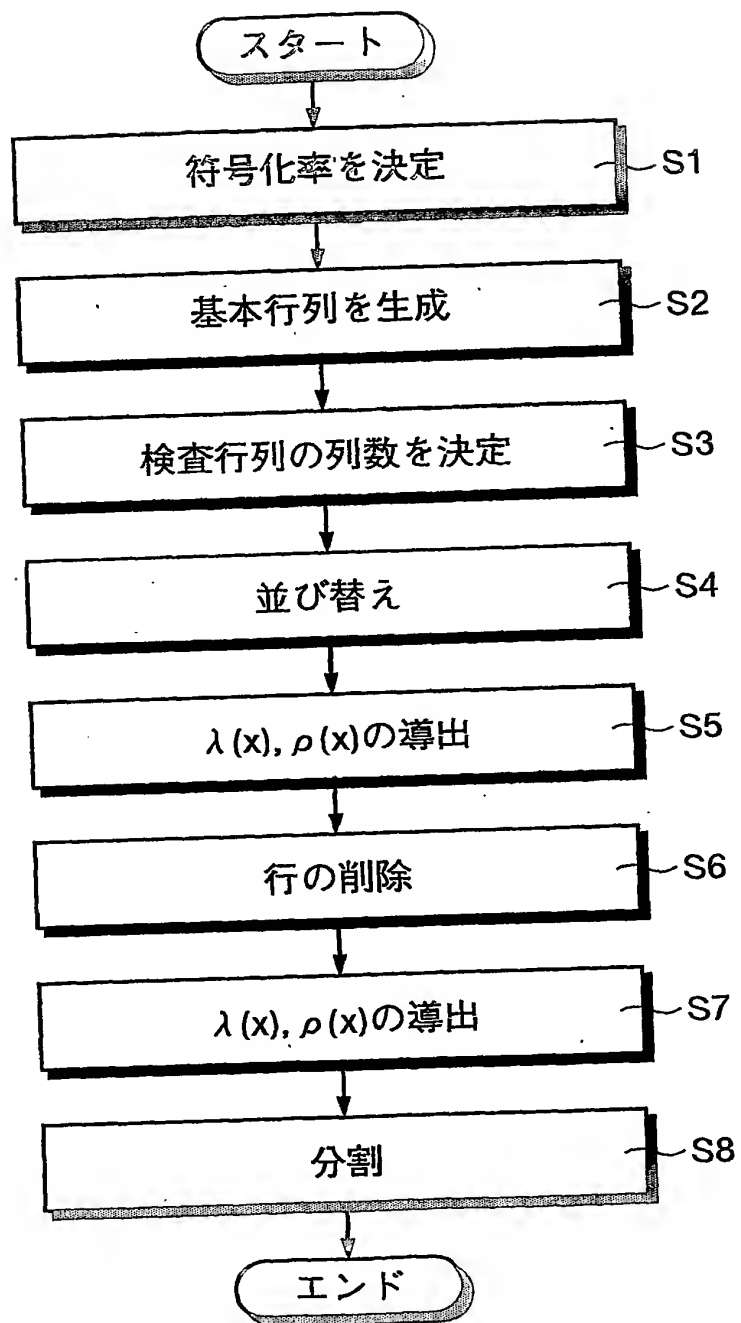 スタート
符号化率を決定 S1
基本行列を生成 S2
検査行列の列数を決定 S3
並び替え S4
λ(x), ρ(x)の導出 S5
行の削除 S6
λ(x), ρ(x)の導出 S7
分割 S8
エンド